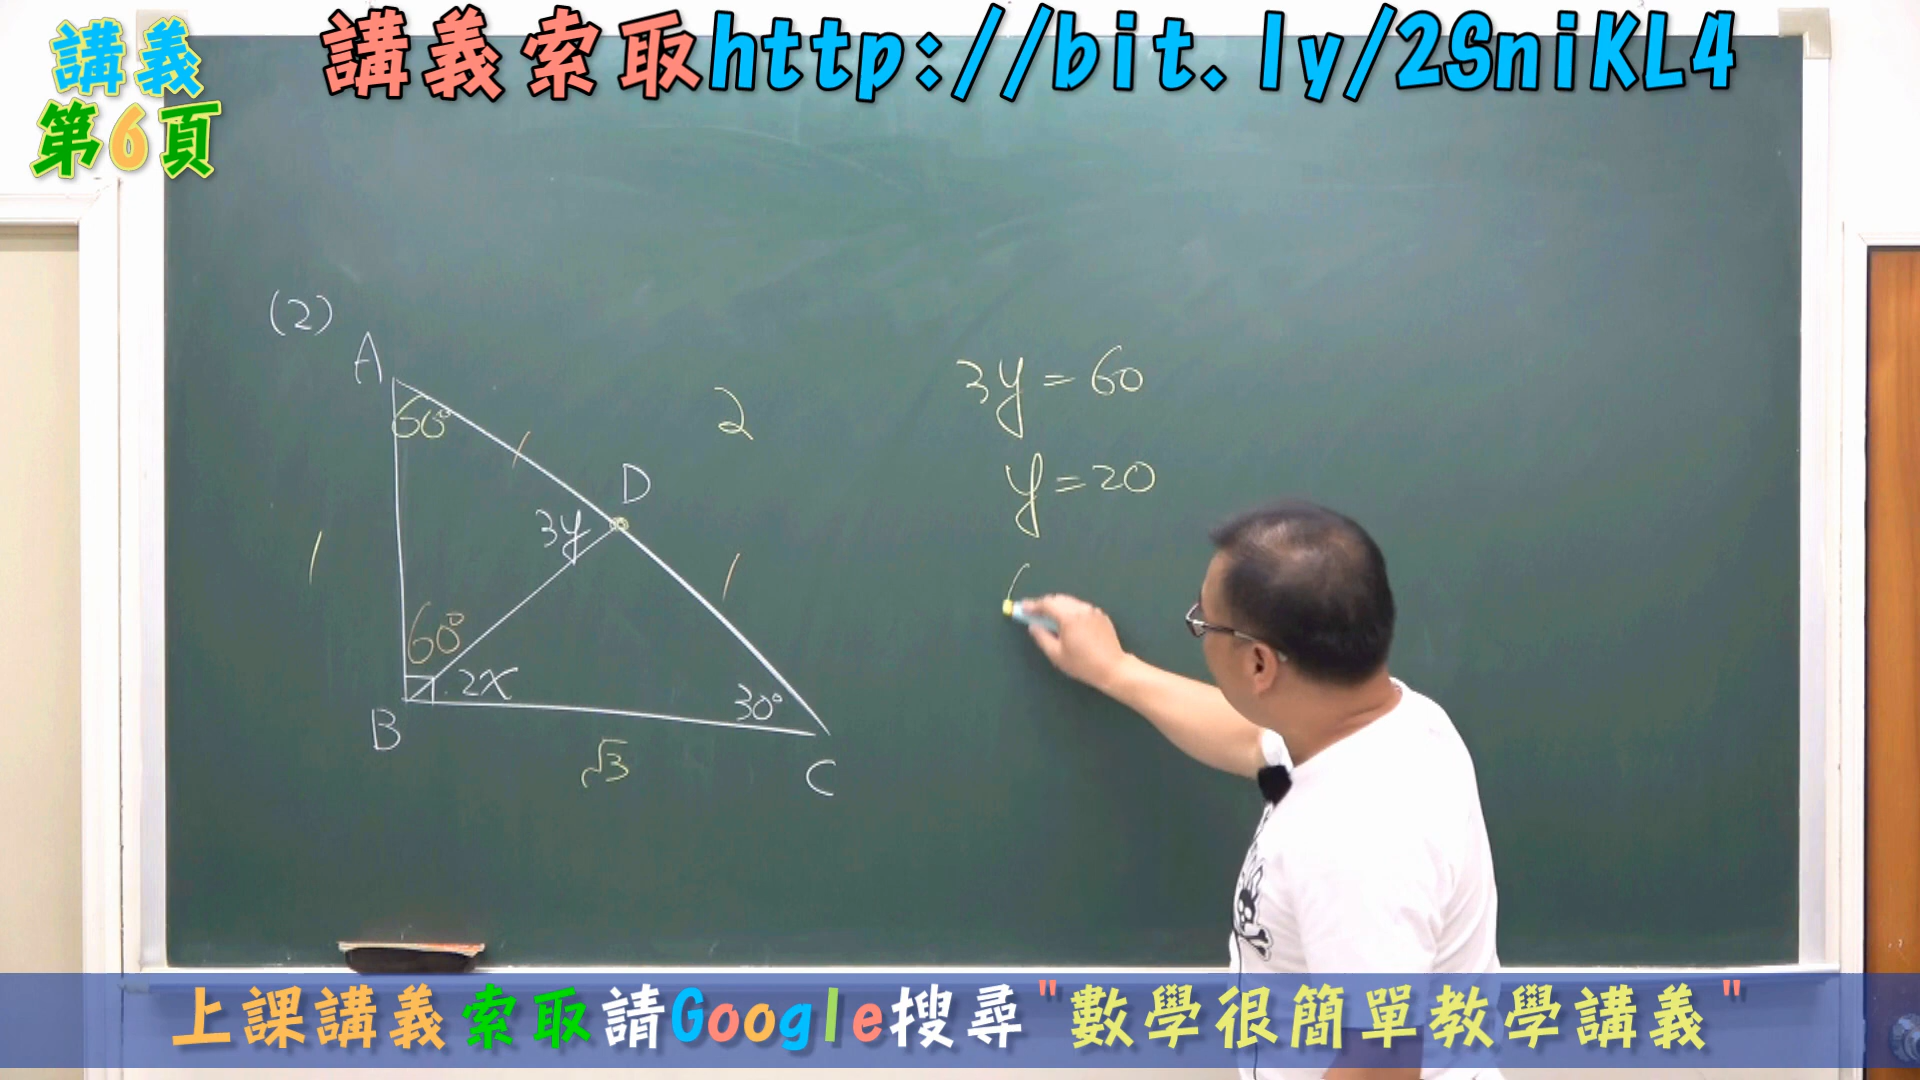 講義
第6頁
講義索取http://bit.ly/2SniKL4
(2)
A
60°
1
2
D
3y
1
1
60°
2x
30°
B
√3
C
3y=60
y=20
上課講義索取請Google搜尋"數學很簡單教學講義"